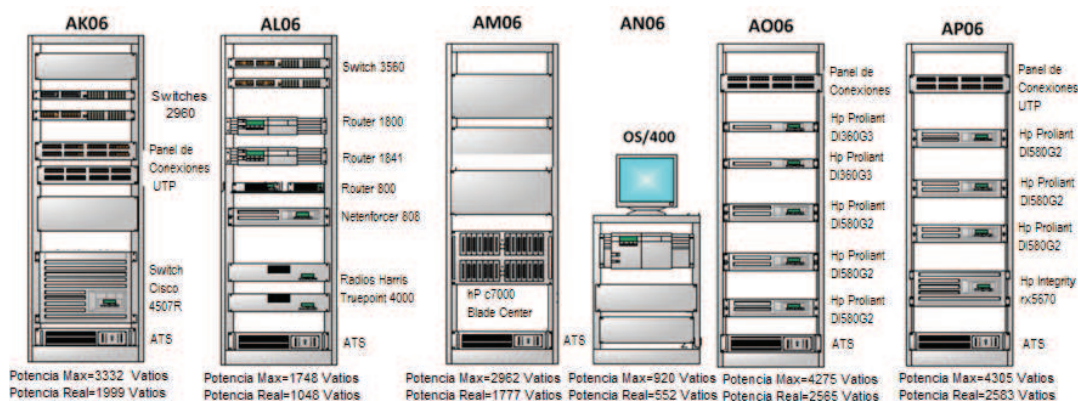 AK06
Switches
2960
Panel de
Conexiones
UTP
Switch
Cisco
4507R
ATS
Potencia Max=3332 Vatios
Potencia Real=1999 Vatios
AL06
Switch 3560
Router 1800
Router 1841
Router 800
Netenforcer 808
Radios Harris
Truepoint 4000
ATS
Potencia Max=1748 Vatios
Potencia Real=1048 Vatios
AM06
hP c7000
Blade Center
ATS
Potencia Max=2962 Vatios
Potencia Real=1777 Vatios
AN06
OS/400
Potencia Max=920 Vatios
Potencia Real=552 Vatios
AO06
Panel de
Conexiones
Hp Proliant
Dl360G3
Hp Proliant
Dl360G3
Hp Proliant
Dl580G2
Hp Proliant
Dl580G2
Hp Proliant
Dl580G2
ATS
Potencia Max=4275 Vatios
Potencia Real=2565 Vatios
AP06
Panel de
Conexiones
UTP
Hp Proliant
Dl580G2
Hp Proliant
Dl580G2
Hp Proliant
Dl580G2
Hp Integrity
rx5670
ATS
Potencia Max=4305 Vatios
Potencia Real=2583 Vatios